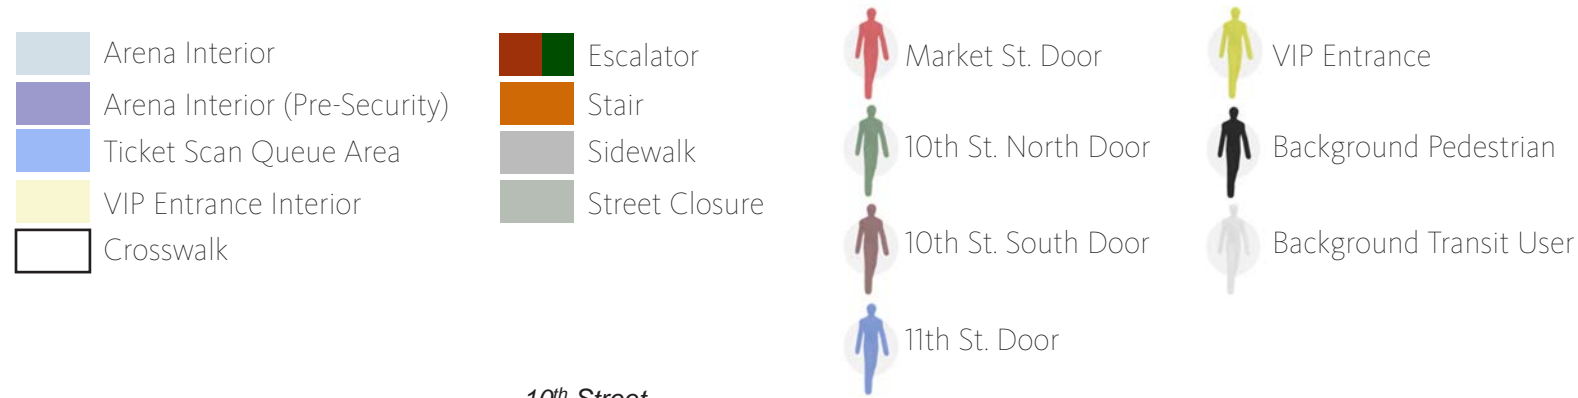 Arena Interior
Arena Interior (Pre-Security)
Ticket Scan Queue Area
VIP Entrance Interior
Crosswalk
Escalator
Stair
Sidewalk
Street Closure
Market St. Door
10th St. North Door
10th St. South Door
11th St. Door
VIP Entrance
Background Pedestrian
Background Transit User
10th Street